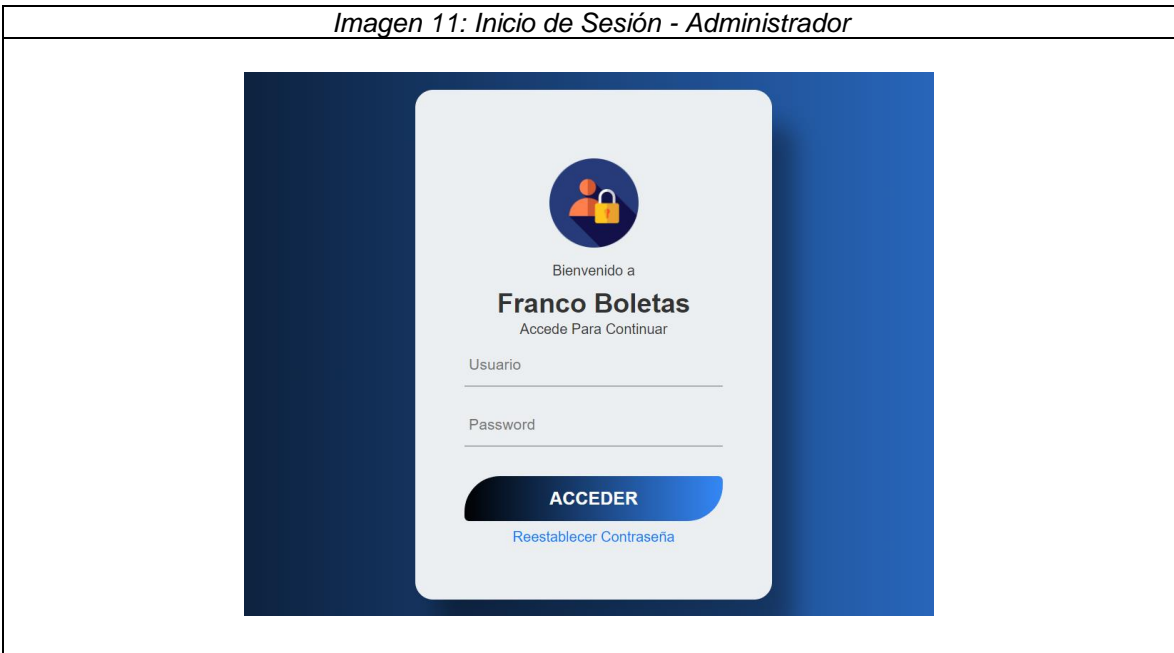 Imagen 11: Inicio de Sesión - Administrador
Bienvenido a
Franco Boletas
Accede Para Continuar
Usuario
Password
ACCEDER
Reestablecer Contraseña